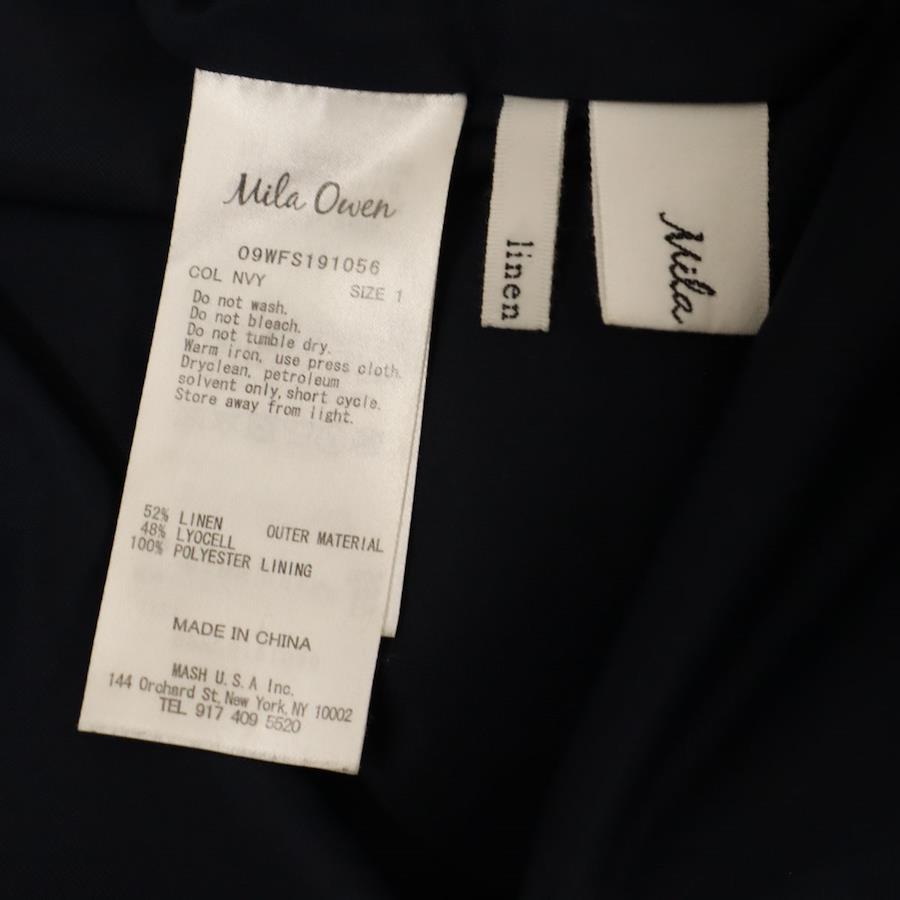 Mila Owen
09WFS191056
COL NVY
SIZE 1
Do not wash.
Do not bleach.
Do not tumble dry.
Warm iron, use press cloth.
Dryclean, petroleum
solvent only, short cycle.
Store away from light.
52% LINEN
48% LYOCELL OUTER MATERIAL
100% POLYESTER LINING
MADE IN CHINA
MASH U.S.A Inc.
144 Orchard St, New York, NY 10002
TEL 917 409 5520
linen
Mila